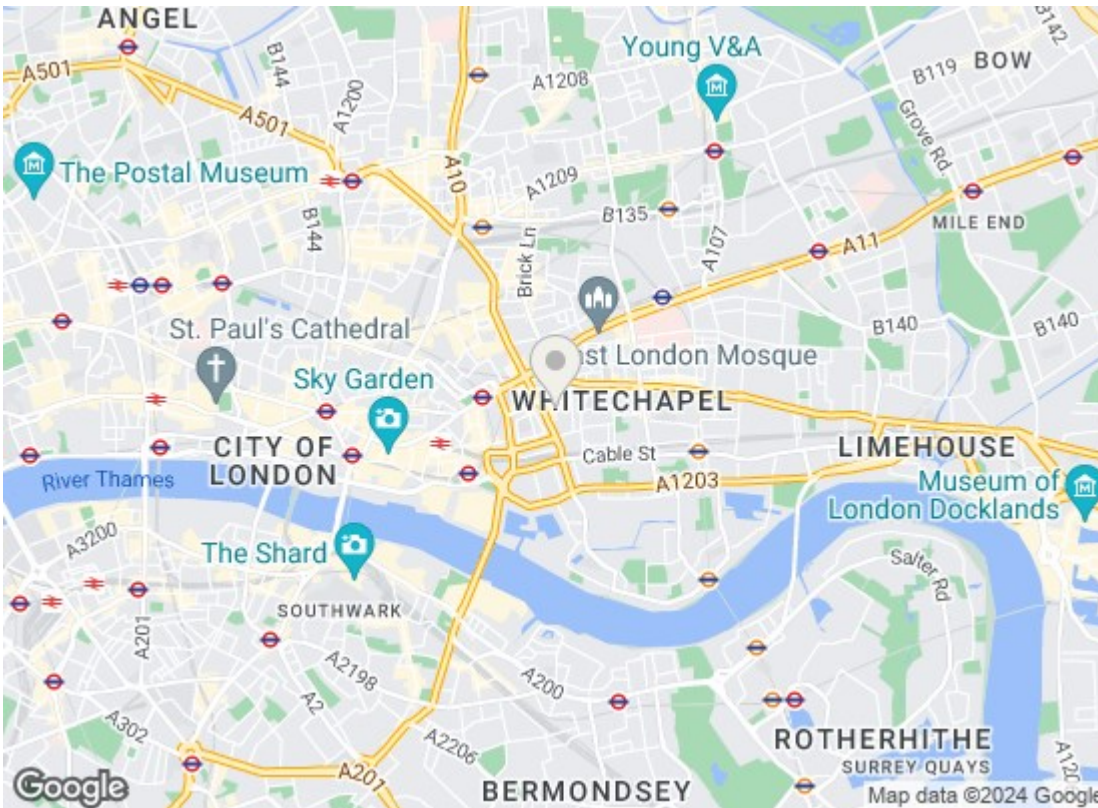 ANGEL
B144
A501
A1200
A501
A10
A1208
Young V&A
B142
BOW
B119
Grove Rd
The Postal Museum
B144
A1209
Brick Ln
B135
A107
A11
MILE END
B140
B140
St. Paul's Cathedral
Sky Garden
ast London Mosque
WHITECHAPEL
CITY OF
LONDON
Cable St
LIMEHOUSE
A1203
River Thames
Museum of
London Docklands
A3200
The Shard
Salter Rd
SOUTHWARK
A201
A2198
A200
A2
A302
A2206
A201
ROTHERHITHE
SURREY QUAYS
BERMONDSEY
Google
Map data ©2024 Google